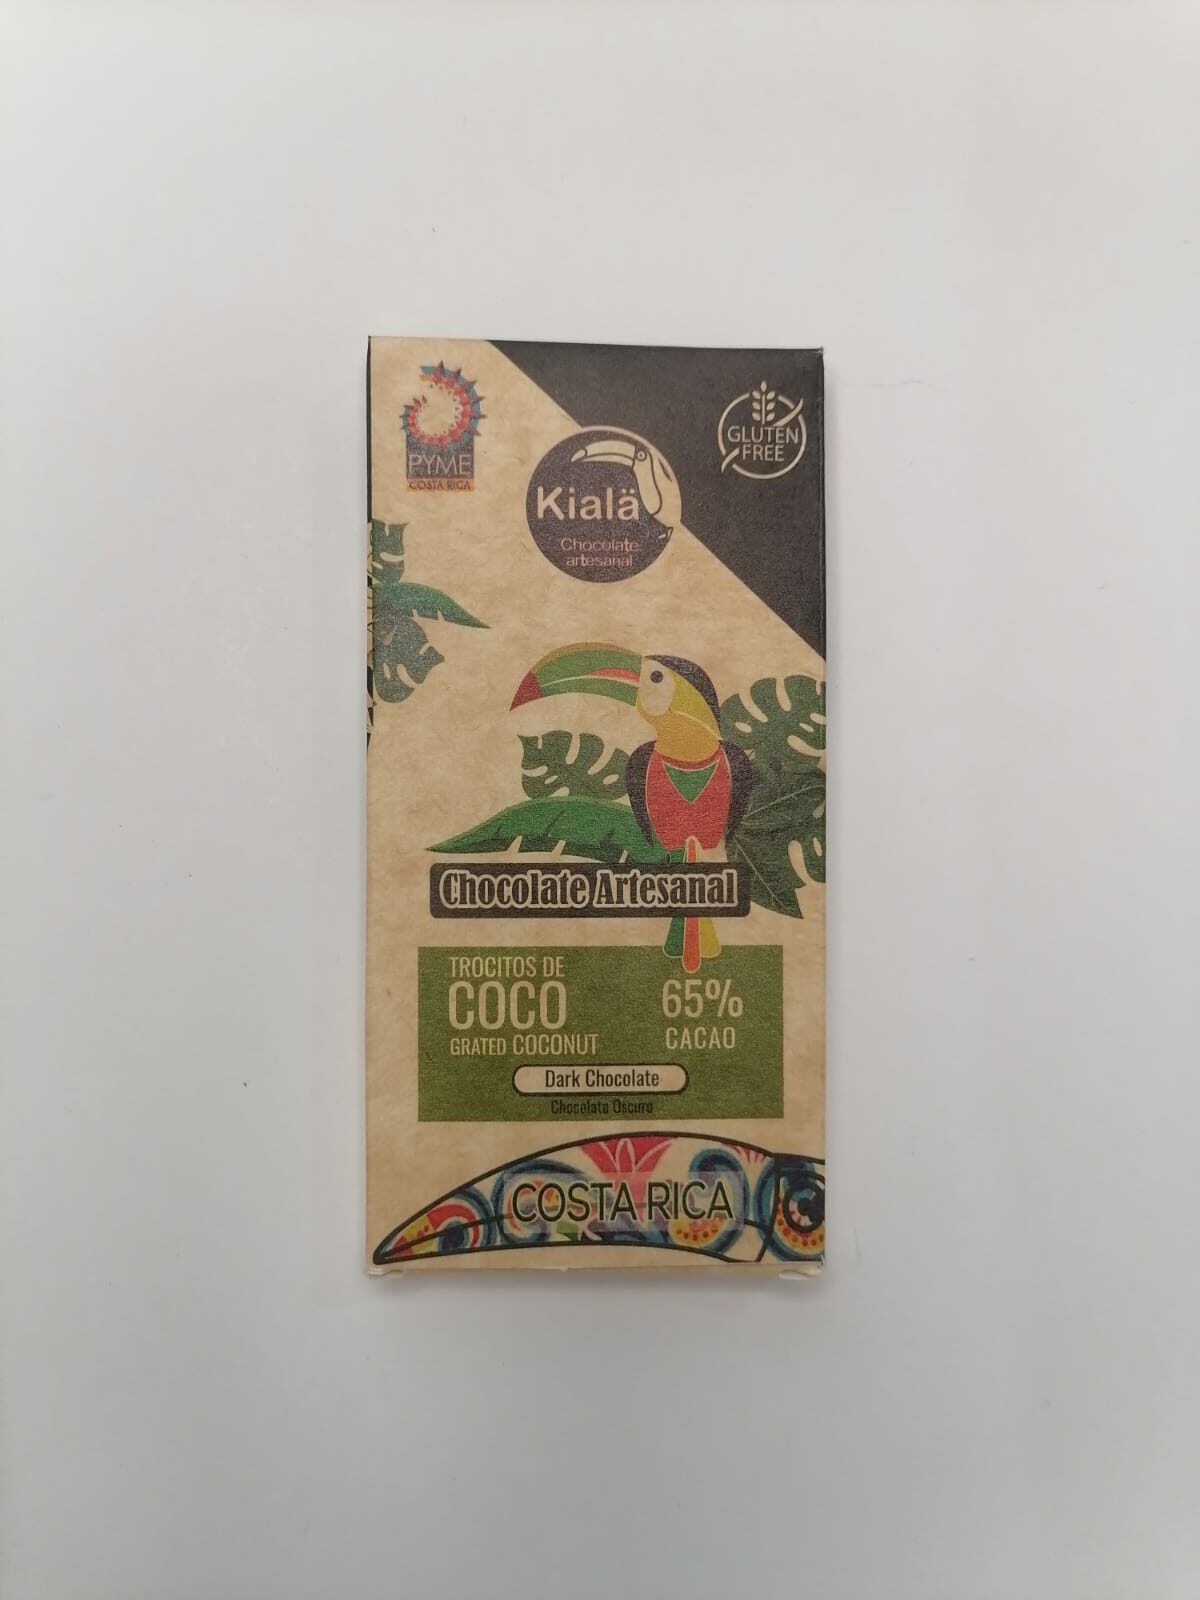 PYME
COSTA RICA
GLUTEN
FREE
Kialä
Chocolate
artesanal
Chocolate Artesanal
TROCITOS DE
COCO
GRATED COCONUT
65%
CACAO
Dark Chocolate
Chocolate Oscuro
COSTA RICA